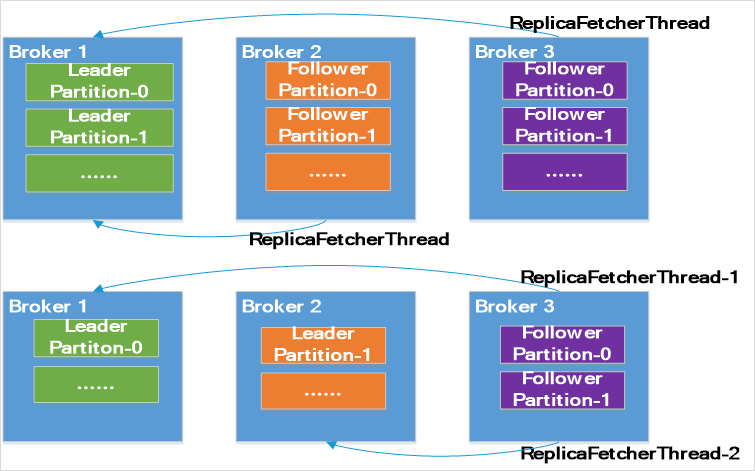 ReplicaFetcherThread
Broker 1
Leader
Partition-0
Leader
Partition-1
......
Broker 2
Follower
Partition-0
Follower
Partition-1
......
Broker 3
Follower
Partition-0
Follower
Partition-1
......
ReplicaFetcherThread
ReplicaFetcherThread-1
Broker 1
Leader
Partiton-0
......
Broker 2
Leader
Partition-1
......
Broker 3
Follower
Partition-0
Follower
Partition-1
ReplicaFetcherThread-2